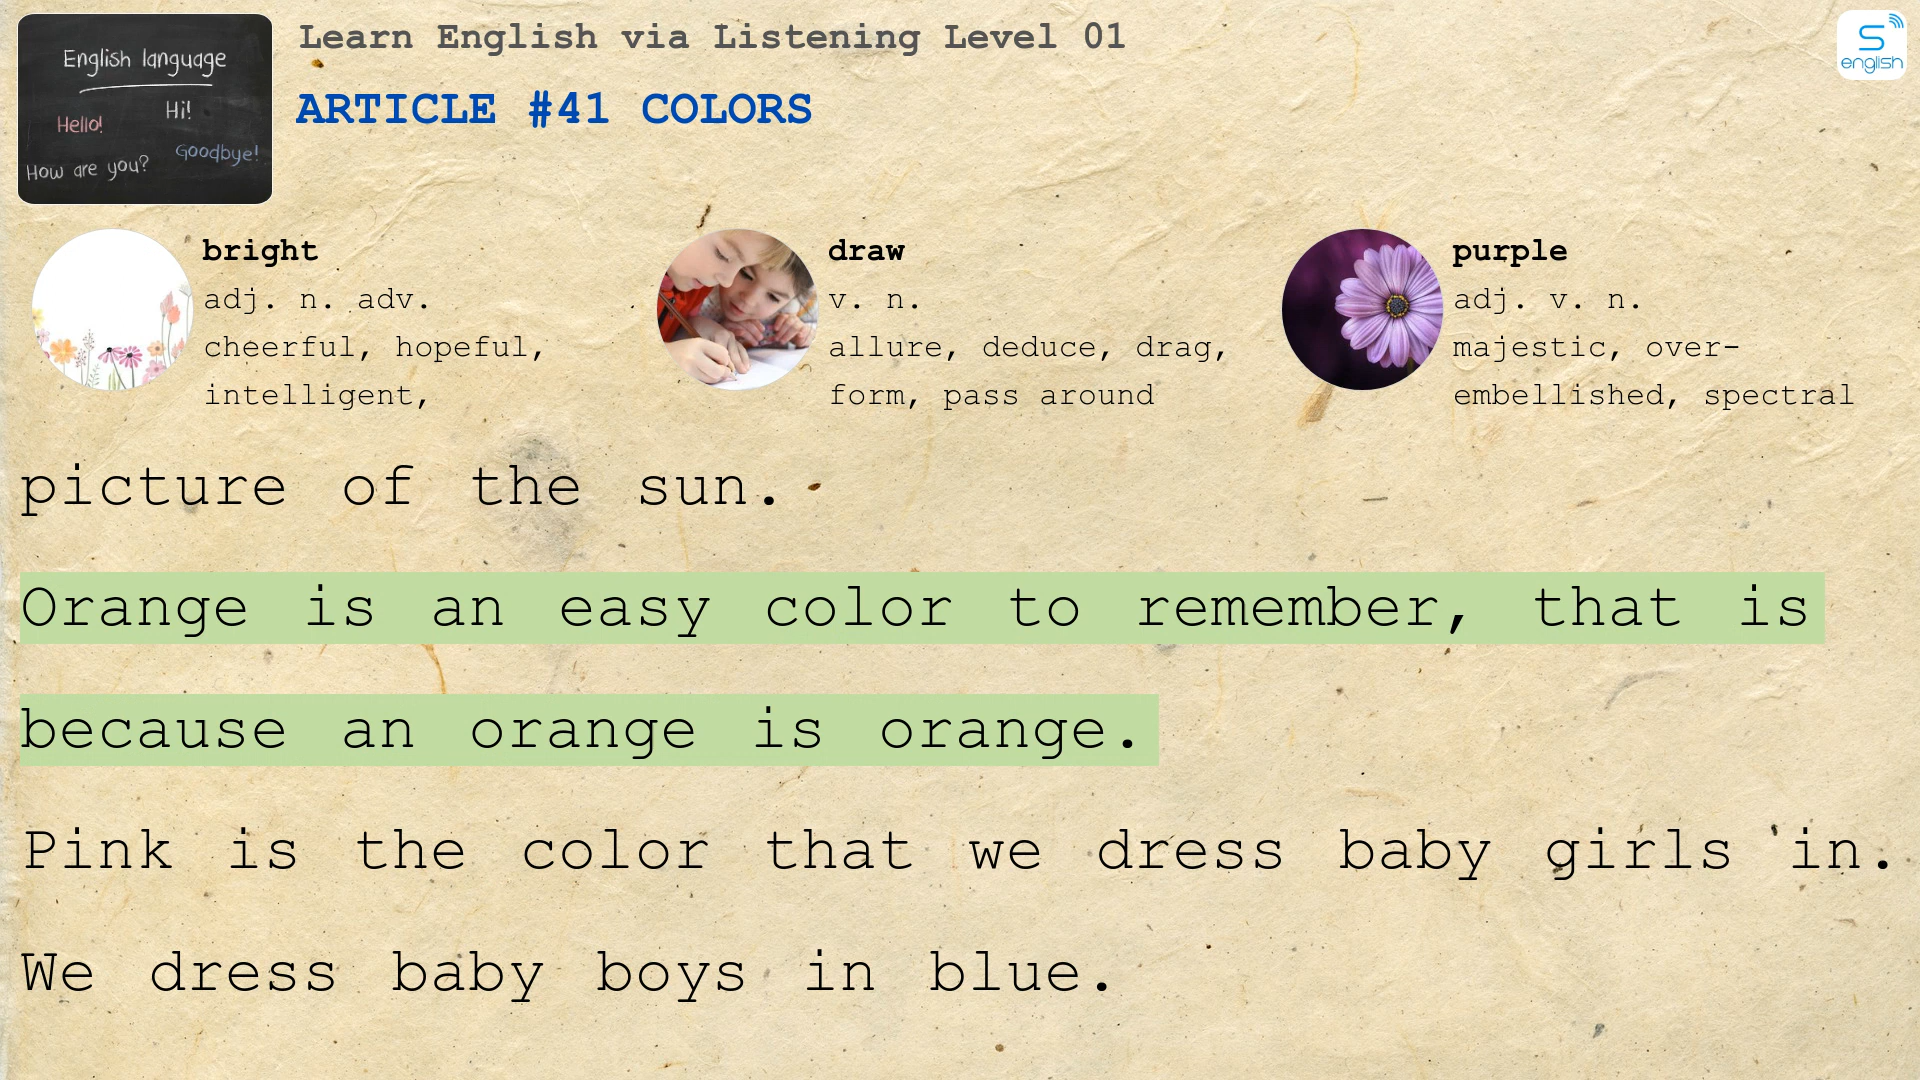 English language
Hello!
Hi!
How are you?
Goodbye!
Learn English via Listening Level 01
ARTICLE #41 COLORS
S
english
bright
adj. n. adv.
cheerful, hopeful,
intelligent,
draw
v. n.
allure, deduce, drag,
form, pass around
purple
adj. v. n.
majestic, over-
embellished, spectral
picture of the sun.
Orange is an easy color to remember, that is
because an orange is orange.
Pink is the color that we dress baby girls in.
We dress baby boys in blue.